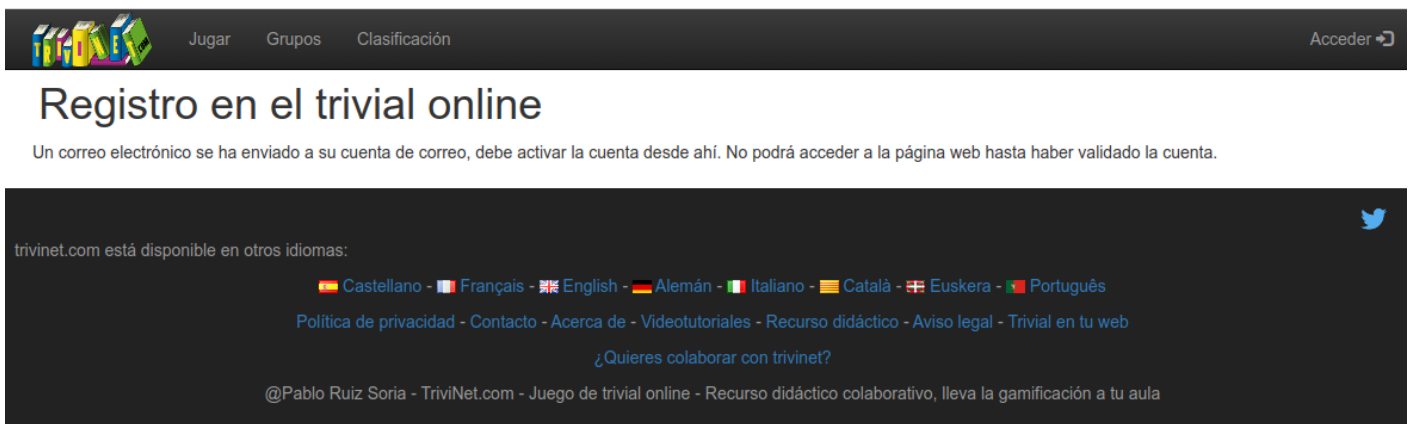 TRIVINET
Jugar Grupos Clasificación Acceder
Registro en el trivial online
Un correo electrónico se ha enviado a su cuenta de correo, debe activar la cuenta desde ahí. No podrá acceder a la página web hasta haber validado la cuenta.
trivinet.com está disponible en otros idiomas:
Castellano - Français - English - Alemán - Italiano - Català - Euskera - Português
Política de privacidad - Contacto - Acerca de - Videotutoriales - Recurso didáctico - Aviso legal - Trivial en tu web
¿Quieres colaborar con trivinet?
@Pablo Ruiz Soria - TriviNet.com - Juego de trivial online - Recurso didáctico colaborativo, lleva la gamificación a tu aula